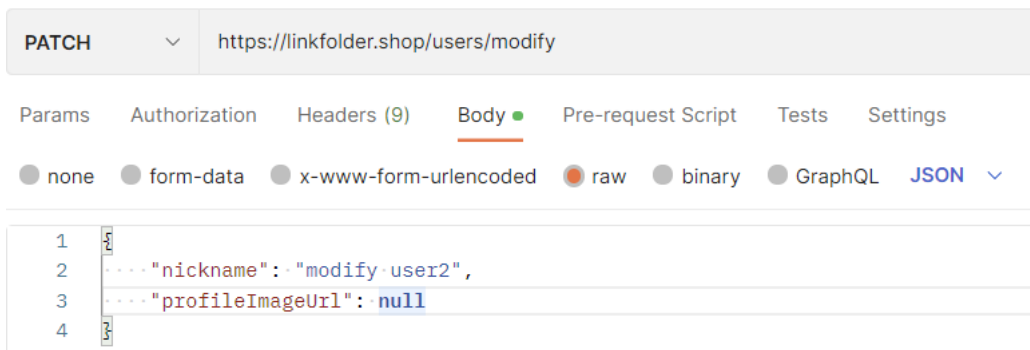 PATCH https://linkfolder.shop/users/modify
Params Authorization Headers (9) Body Pre-request Script Tests Settings
none form-data x-www-form-urlencoded raw binary GraphQL JSON
1 {
2 "nickname": "modify user2",
3 "profileImageUrl": null
4 }